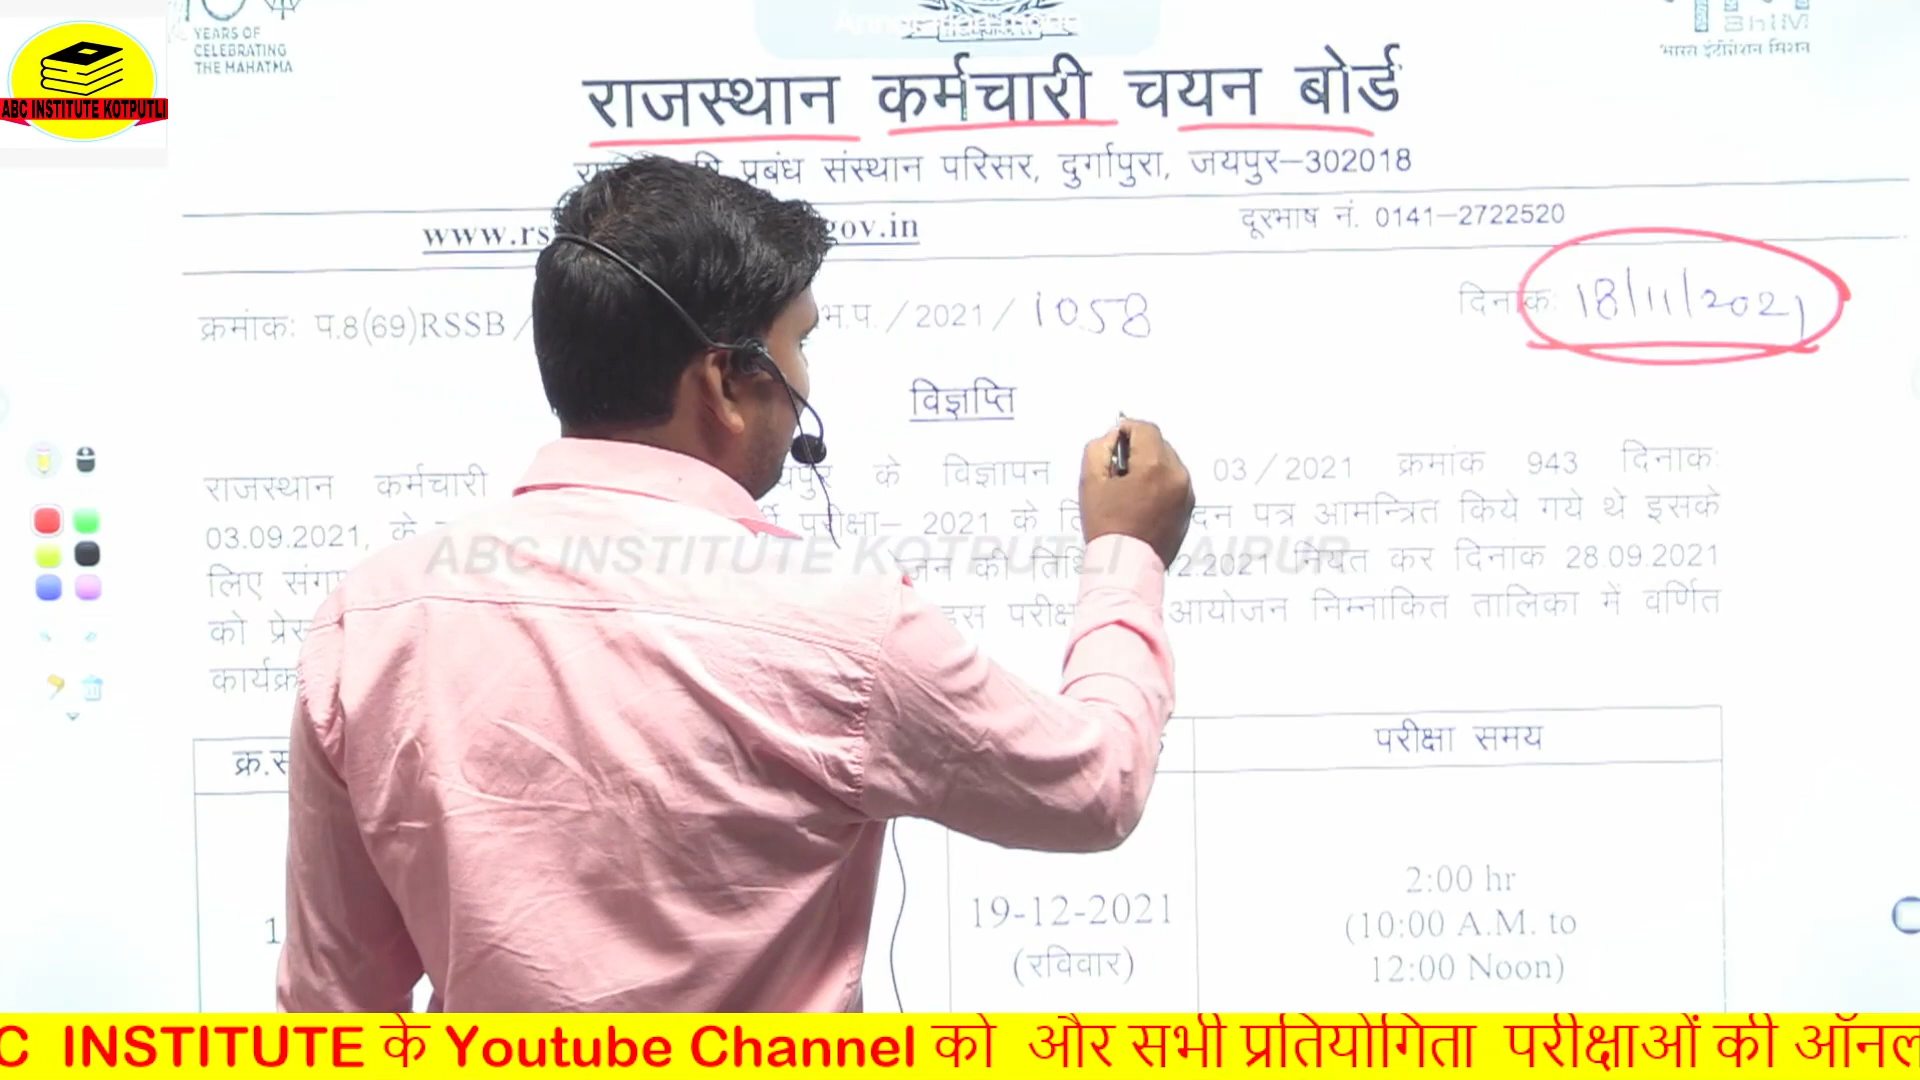 YEARS OF
CELEBRATING
THE MAHATMA
ABC INSTITUTE KOTPUTLI
BHIM
राजस्थान कर्मचारी चयन बोर्ड
प्रबंध संस्थान परिसर, दुर्गापुरा, जयपुर–302018
www.rs gov.in दूरभाष नं. 0141–2722520
क्रमांकः प.8(69)RSSB/ भ.प./2021/1058 दिनांकः 18/11/2021
विज्ञप्ति
राजस्थान कर्मचारी के विज्ञापन 03/2021 क्रमांक 943 दिनांकः
03.09.2021, के परीक्षा– 2021 के पत्र आमन्त्रित किये गये थे इसके
लिए की 2.2021 नियत कर दिनांक 28.09.2021
को इस आयोजन निम्नांकित तालिका में वर्णित
ABC INSTITUTE KOTPUTLI JAIPUR
परीक्षा समय
1 19-12-2021
(रविवार)
2:00 hr
(10:00 A.M. to
12:00 Noon)
C INSTITUTE के Youtube Channel को और सभी प्रतियोगिता परीक्षाओं की